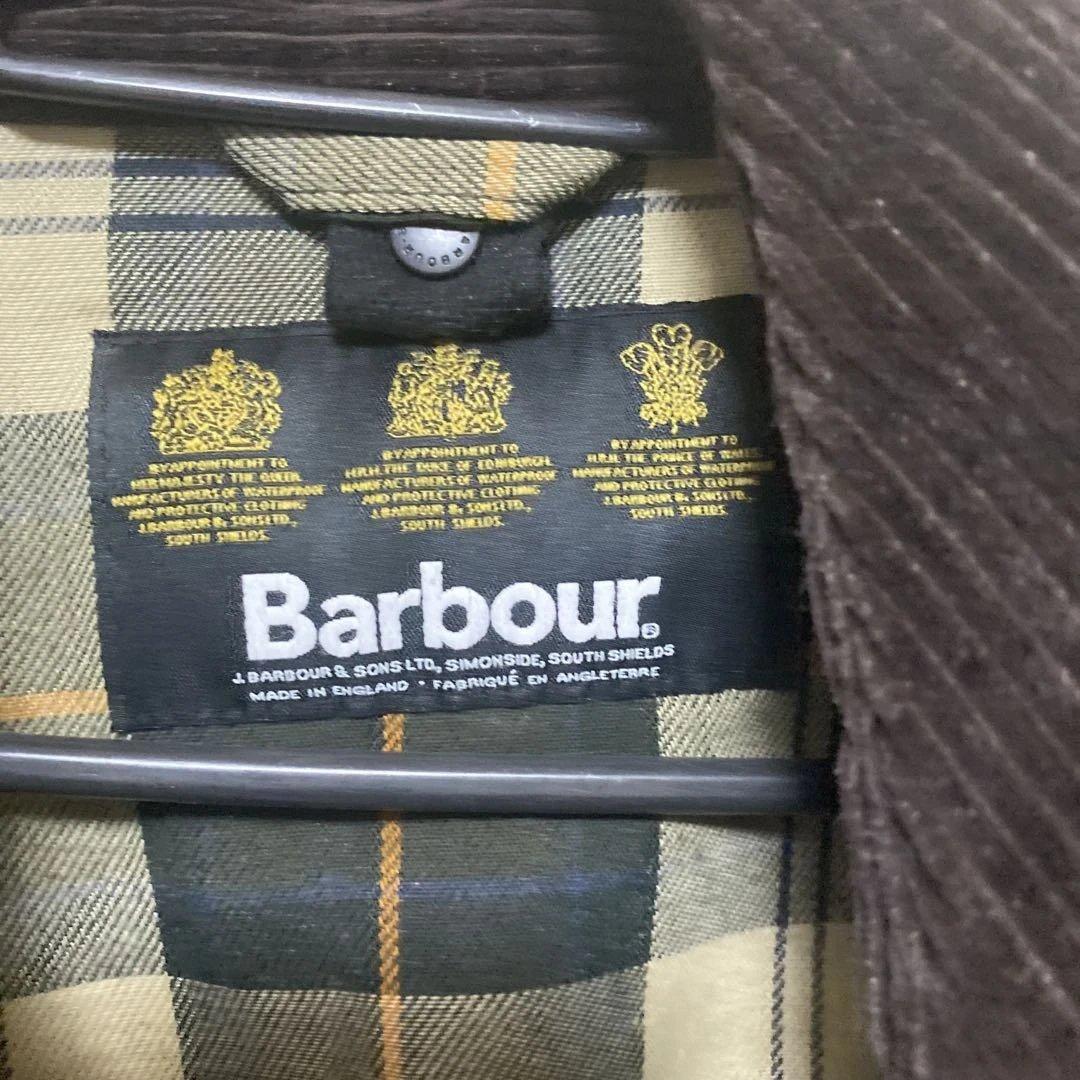 BARBOUR
BY APPOINTMENT TO
HER MAJESTY THE QUEEN
MANUFACTURERS OF WATERPROOF
AND PROTECTIVE CLOTHING
J.BARBOUR & SONS LTD.,
SOUTH SHIELDS.
BY APPOINTMENT TO
H.R.H. THE DUKE OF EDINBURGH
MANUFACTURERS OF WATERPROOF
AND PROTECTIVE CLOTHING
J.BARBOUR & SONS LTD.,
SOUTH SHIELDS.
BY APPOINTMENT TO
H.R.H. THE PRINCE OF WALES
MANUFACTURERS OF WATERPROOF
AND PROTECTIVE CLOTHING
J.BARBOUR & SONS LTD.,
SOUTH SHIELDS.
Barbour®
J. BARBOUR & SONS LTD, SIMONSIDE, SOUTH SHIELDS
MADE IN ENGLAND • FABRIQUÉ EN ANGLETERRE